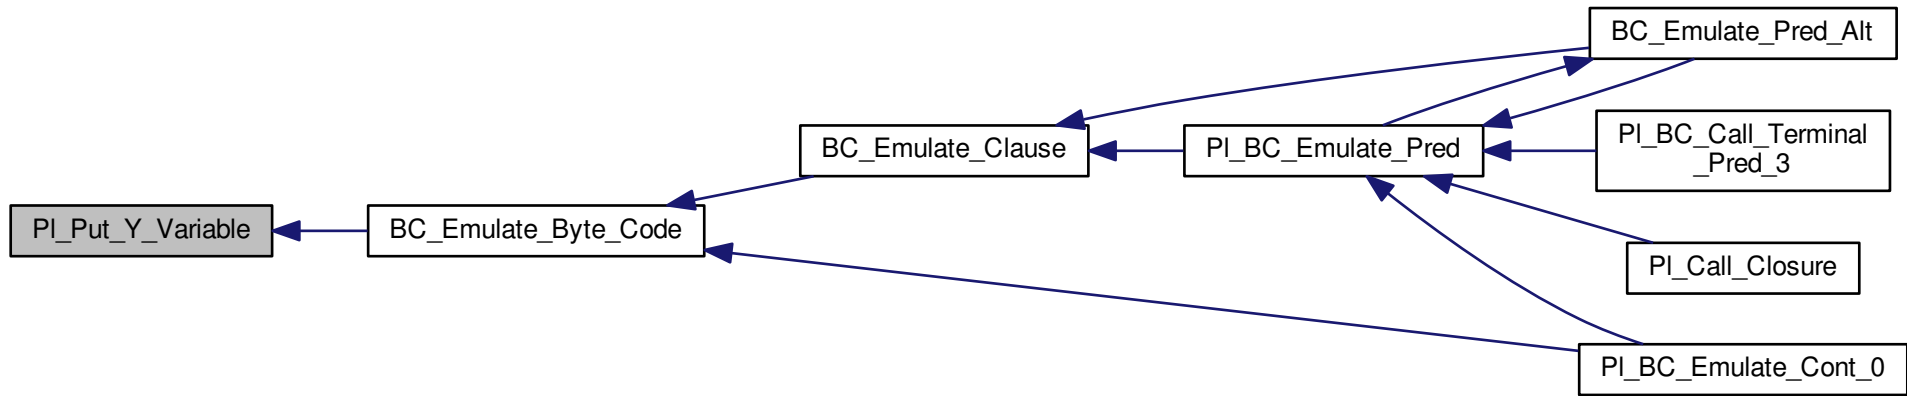 BC_Emulate_Pred_Alt
Pl_BC_Call_Terminal
_Pred_3
BC_Emulate_Clause
Pl_BC_Emulate_Pred
Pl_Put_Y_Variable
BC_Emulate_Byte_Code
Pl_Call_Closure
Pl_BC_Emulate_Cont_0